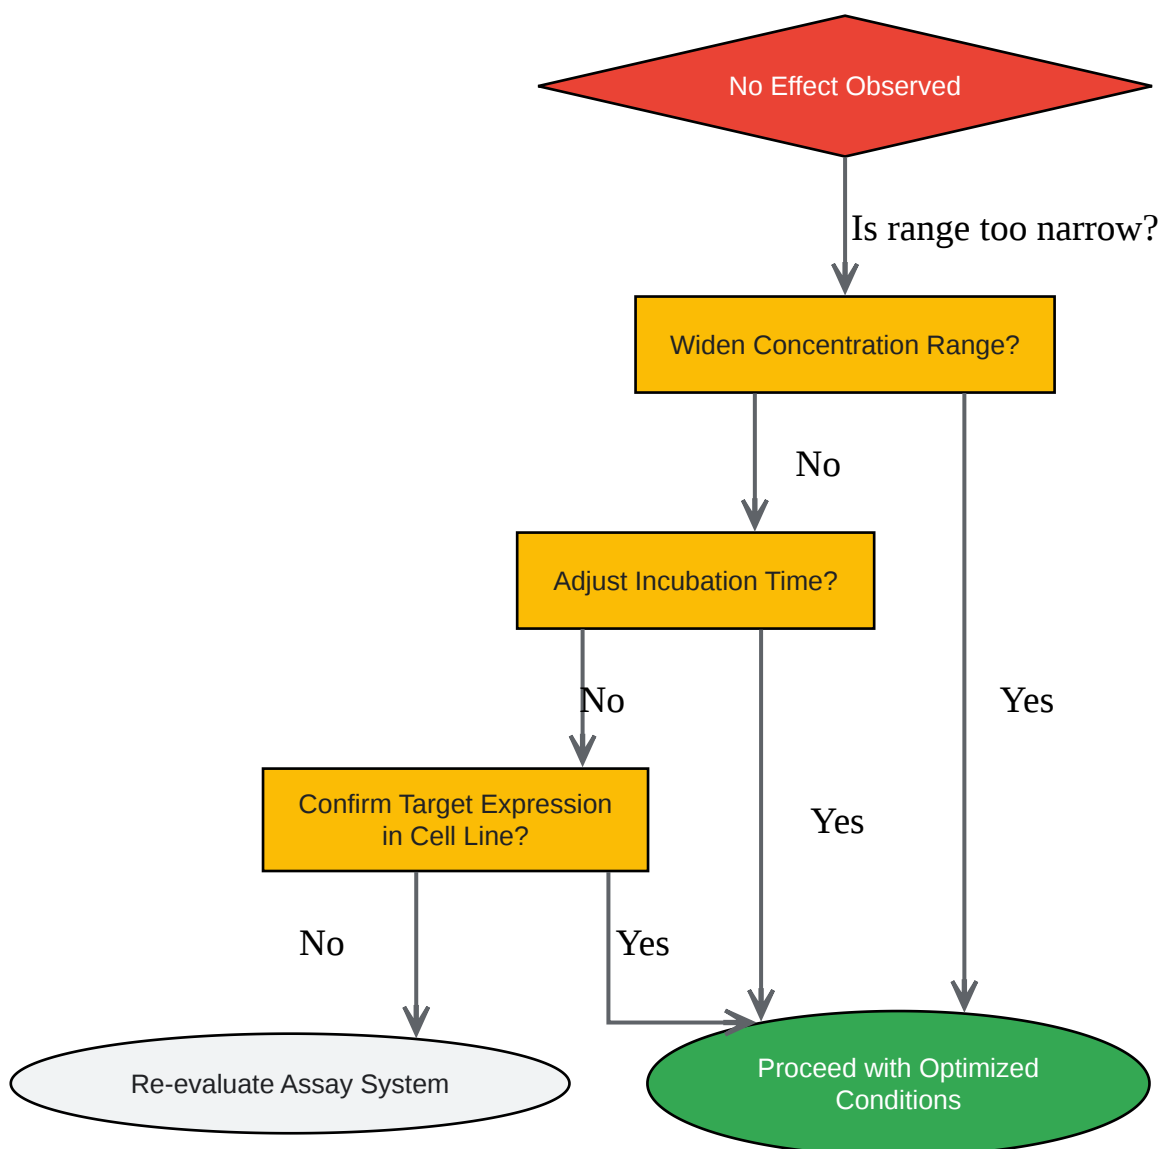 No Effect Observed
Is range too narrow?
Widen Concentration Range?
No
Adjust Incubation Time?
No
Yes
Confirm Target Expression
in Cell Line?
Yes
No
Yes
Re-evaluate Assay System
Proceed with Optimized
Conditions